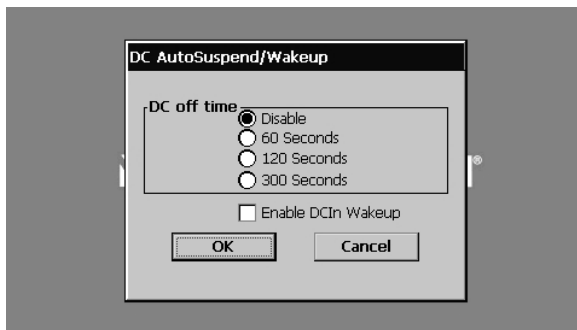 DC AutoSuspend/Wakeup
DC off time
Disable
60 Seconds
120 Seconds
300 Seconds
Enable DCIn Wakeup
OK
Cancel
®